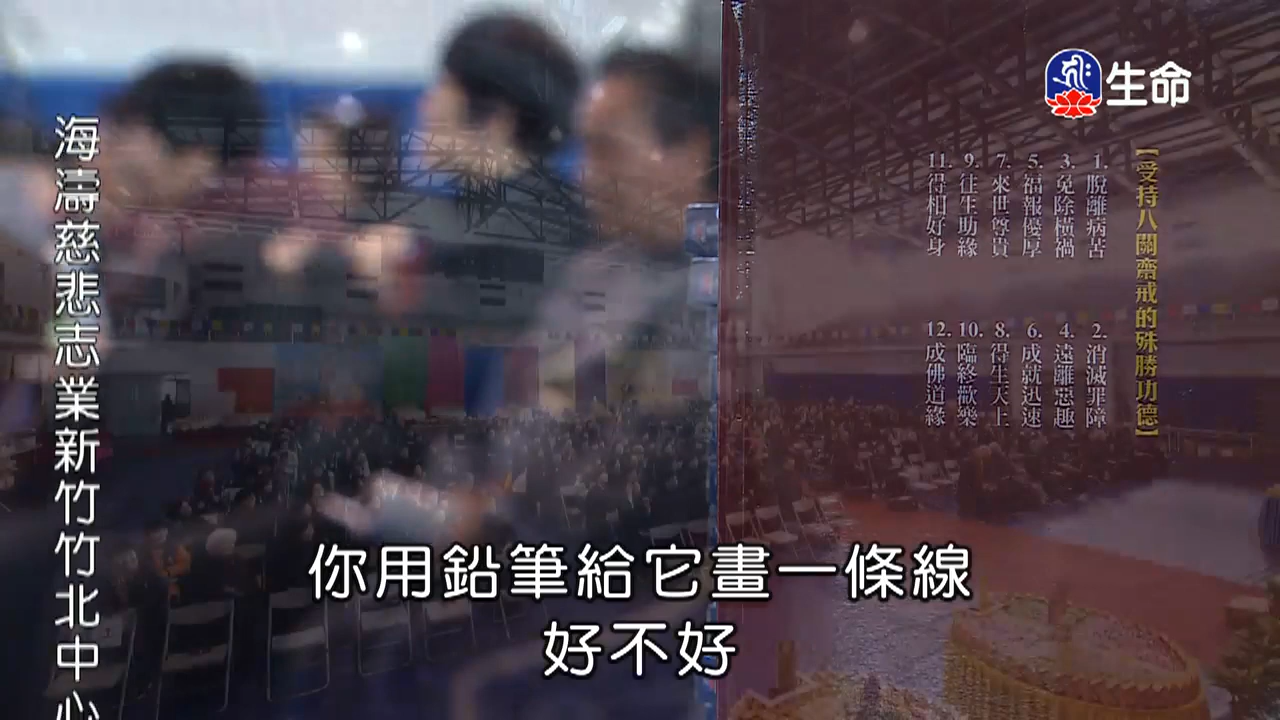 生命
海濤慈悲志業新竹竹北中心
【受持八關齋戒的殊勝功德】
1. 脫離病苦
2. 消滅罪障
3. 免除橫禍
4. 遠離惡趣
5. 福報優厚
6. 成就迅速
7. 來世尊貴
8. 得生天上
9. 往生助緣
10. 臨終歡樂
11. 得相好身
12. 成佛道緣
你用鉛筆給它畫一條線
好不好